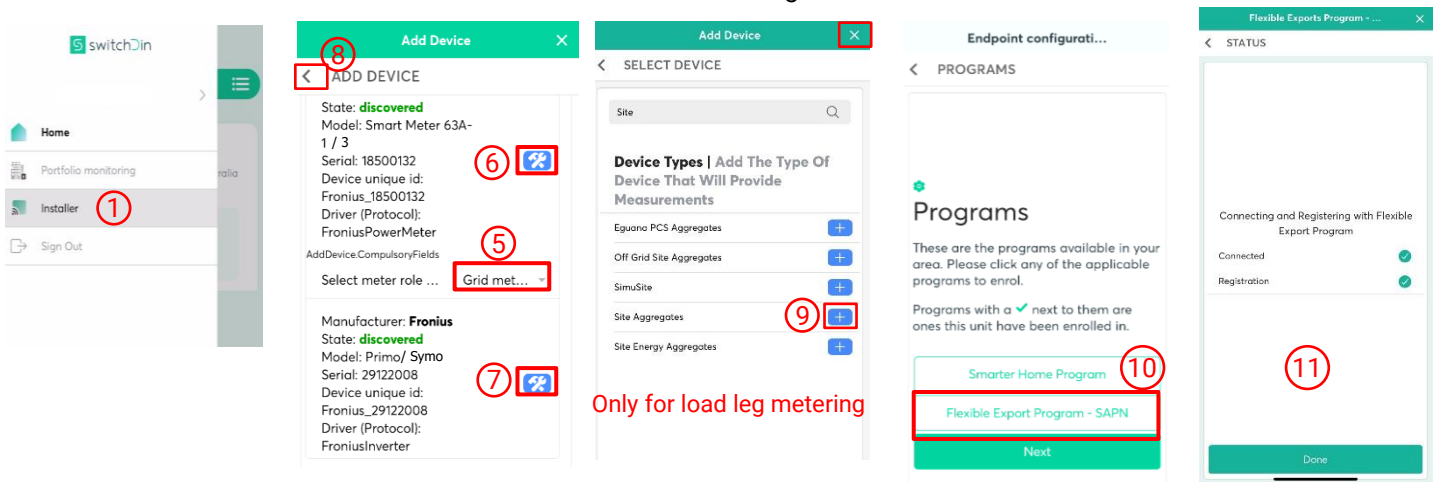 switchDin
Home
Portfolio monitoring
ralia
Installer
1
Sign Out
8
Add Device
ADD DEVICE
State: discovered
Model: Smart Meter 63A-
1 / 3
Serial: 18500132
Device unique id:
Fronius_18500132
Driver (Protocol):
FroniusPowerMeter
6
5
AddDevice.CompulsoryFields
Select meter role ... Grid met...
Manufacturer: Fronius
State: discovered
Model: Primo/ Symo
Serial: 29122008
Device unique id:
Fronius_29122008
Driver (Protocol):
FroniusInverter
7
Add Device
SELECT DEVICE
Site
Device Types | Add The Type Of
Device That Will Provide
Measurements
Eguana PCS Aggregates
Off Grid Site Aggregates
SimuSite
Site Aggregates
9
Site Energy Aggregates
Only for load leg metering
Endpoint configurati...
PROGRAMS
Programs
These are the programs available in your
area. Please click any of the applicable
programs to enrol.
Programs with a ✓ next to them are
ones this unit have been enrolled in.
Smarter Home Program
10
Flexible Export Program - SAPN
Next
Flexible Exports Program - ...
STATUS
Connecting and Registering with Flexible
Export Program
Connected
Registration
11
Done